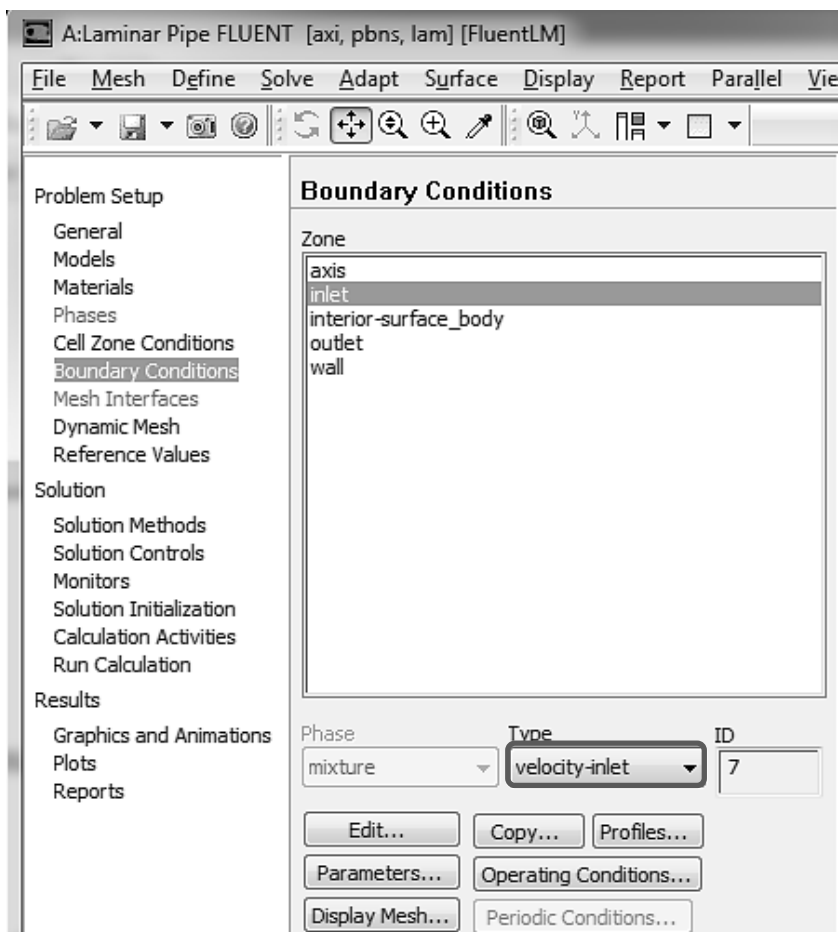 A:Laminar Pipe FLUENT [axi, pbns, lam] [FluentLM]
File Mesh Define Solve Adapt Surface Display Report Parallel Vie
Problem Setup
General
Models
Materials
Phases
Cell Zone Conditions
Boundary Conditions
Mesh Interfaces
Dynamic Mesh
Reference Values
Solution
Solution Methods
Solution Controls
Monitors
Solution Initialization
Calculation Activities
Run Calculation
Results
Graphics and Animations
Plots
Reports
Boundary Conditions
Zone
axis
inlet
interior-surface_body
outlet
wall
Phase Type ID
mixture velocity-inlet 7
Edit... Copy... Profiles...
Parameters... Operating Conditions...
Display Mesh... Periodic Conditions...